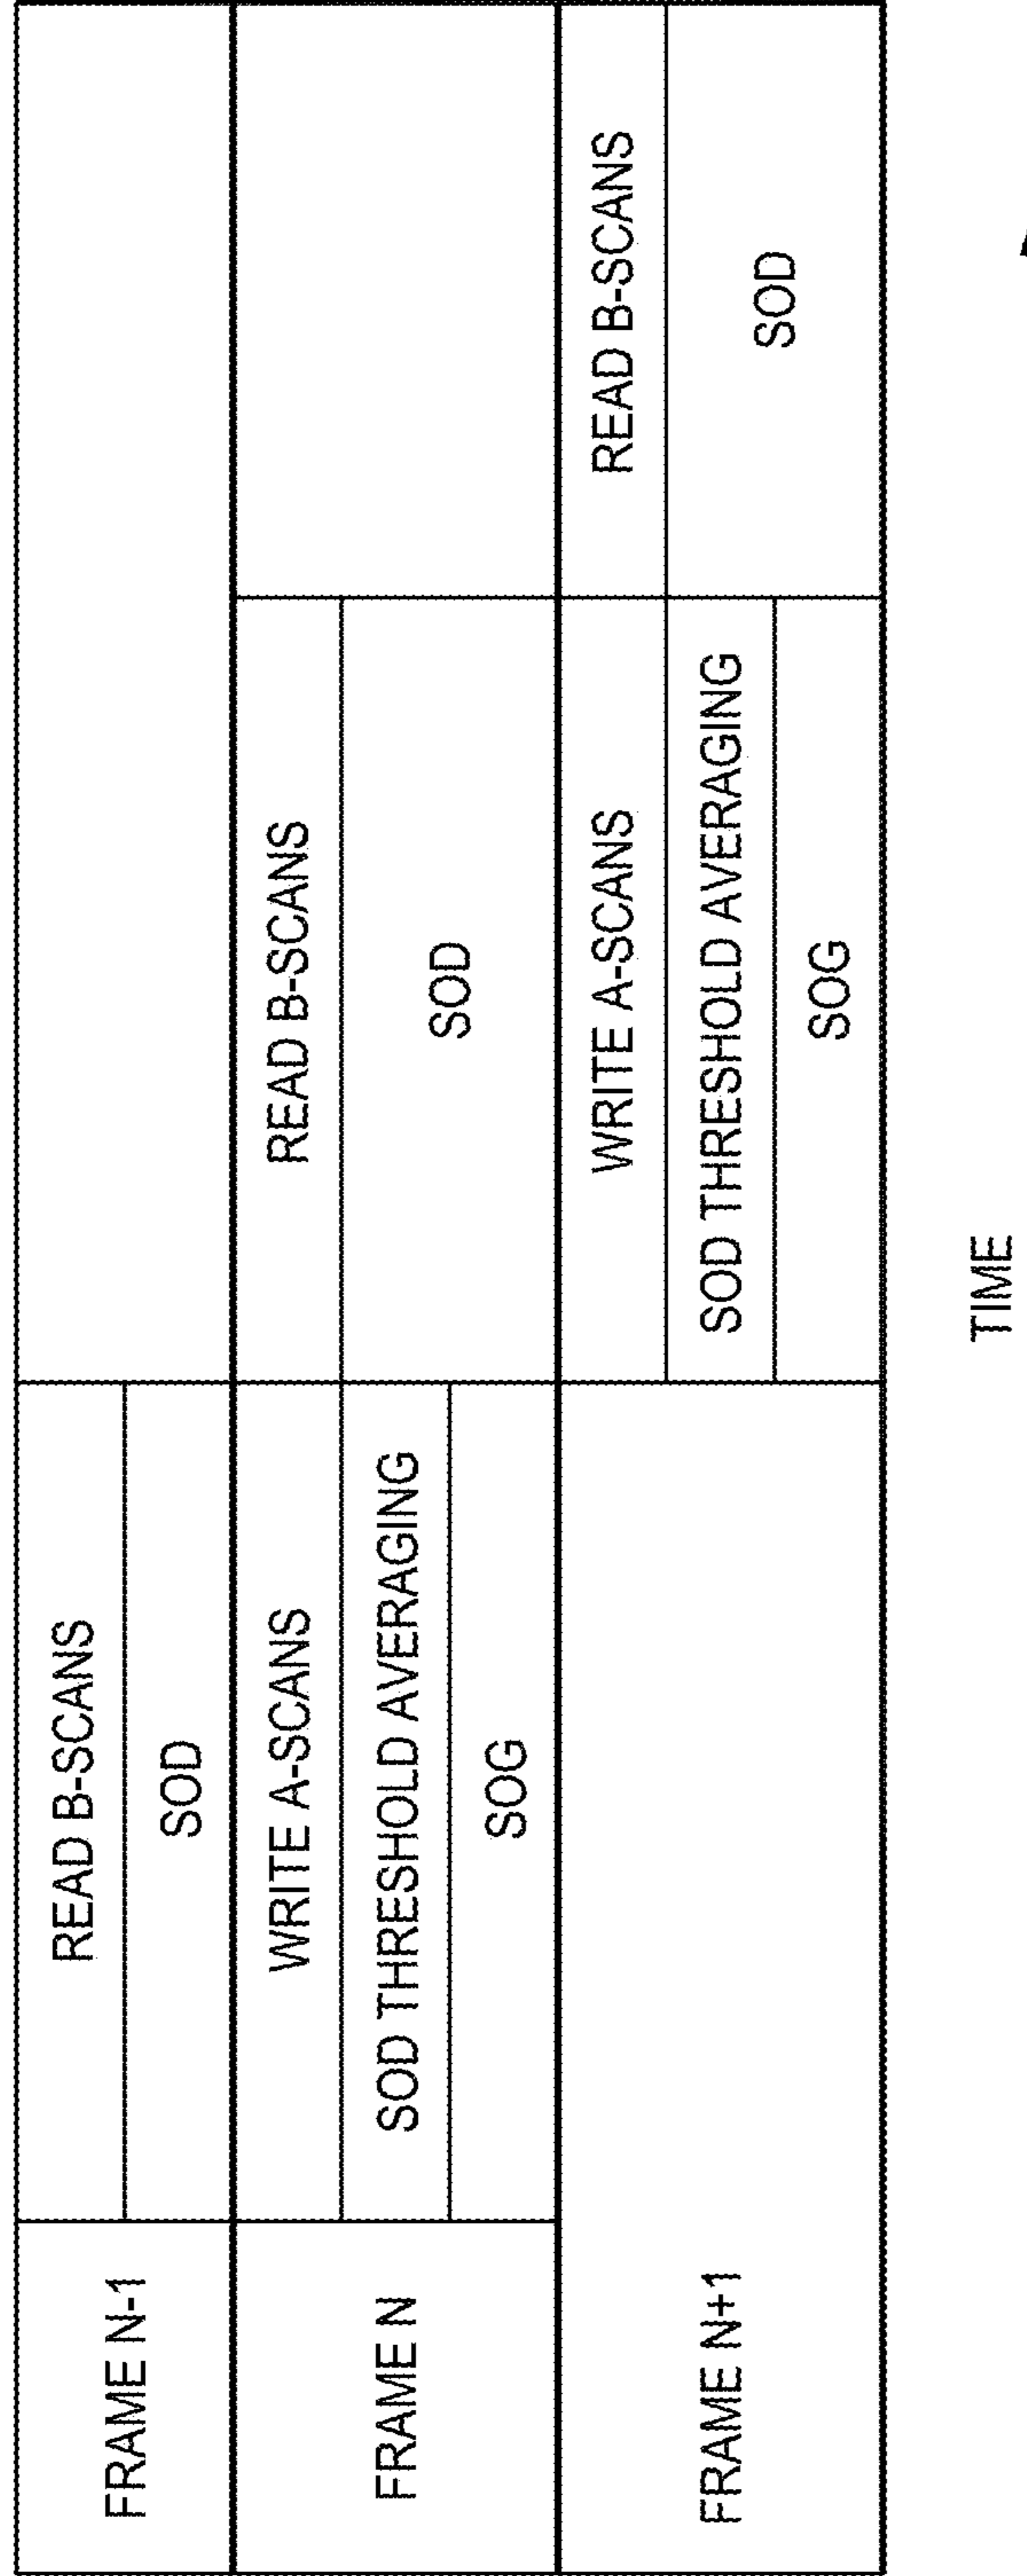 FRAME N-1
READ B-SCANS
SOD
FRAME N
WRITE A-SCANS
SOD THRESHOLD AVERAGING
SOG
READ B-SCANS
SOD
FRAME N+1
WRITE A-SCANS
SOD THRESHOLD AVERAGING
SOG
READ B-SCANS
SOD
TIME